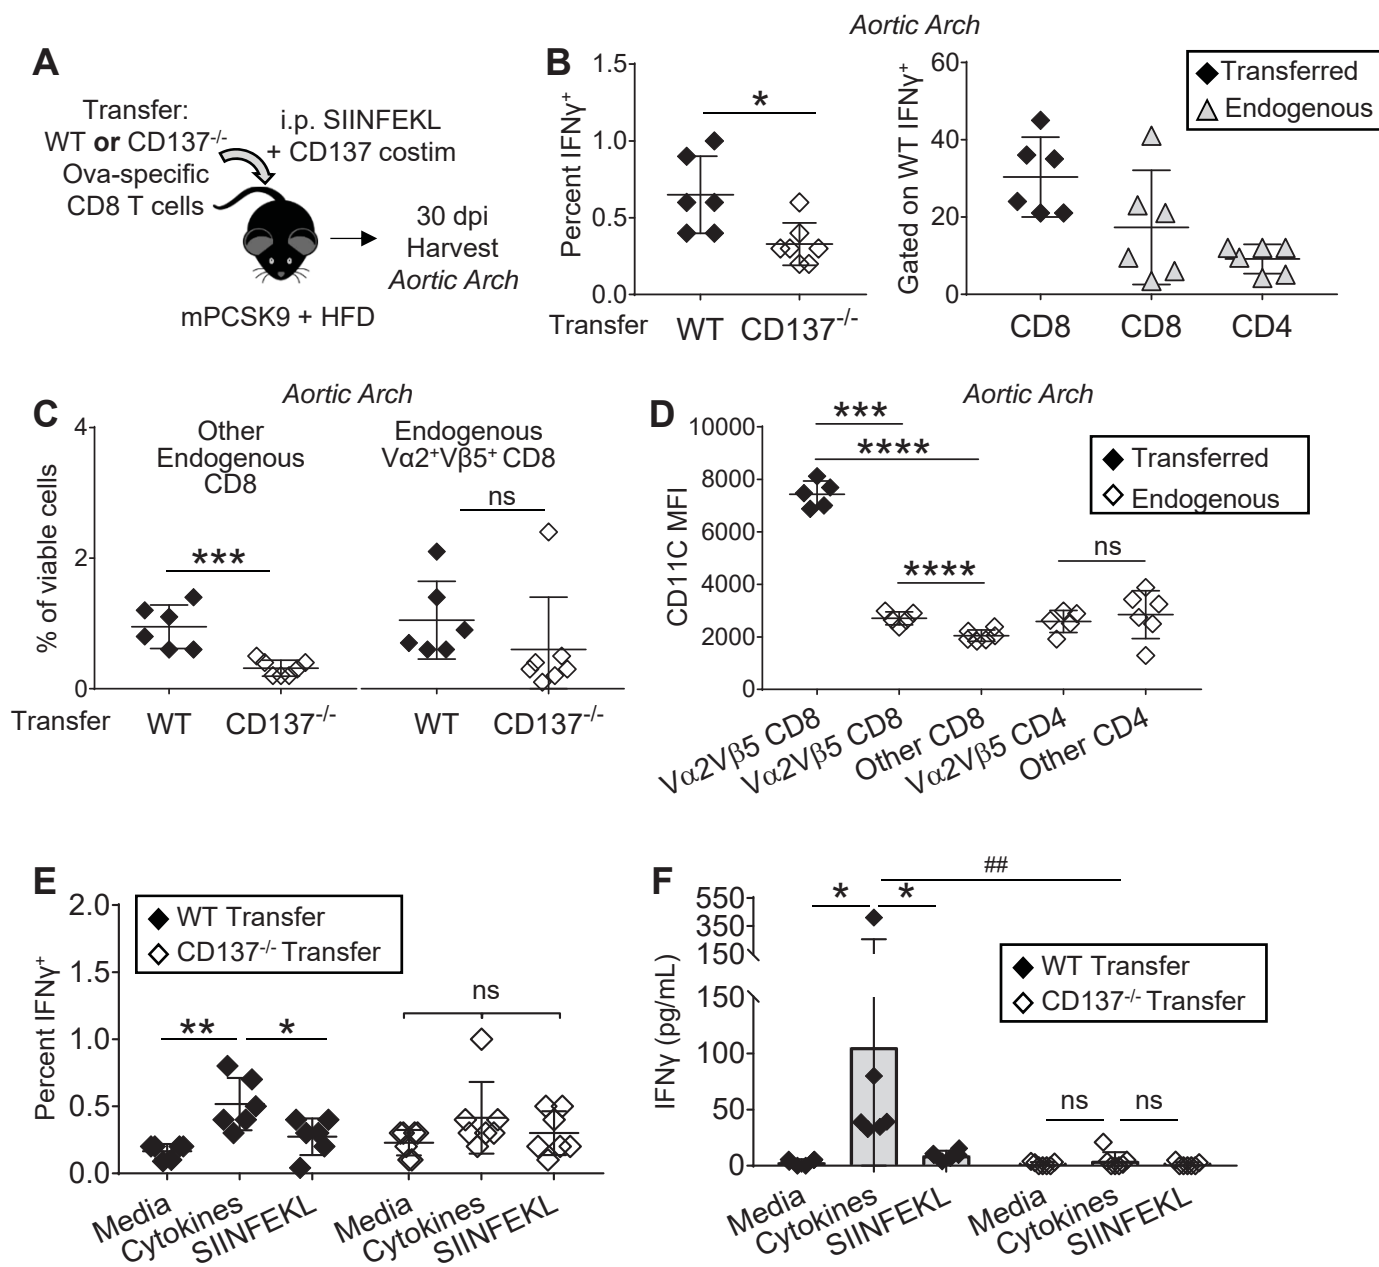 A
Transfer:
WT or CD137-/-
Ova-specific
CD8 T cells
i.p. SIINFEKL
+ CD137 costim
30 dpi
Harvest
Aortic Arch
mPCSK9 + HFD
Aortic Arch
B
Percent IFNγ+
1.5
1.0
0.5
0.0
*
Transfer
WT
CD137-/-
Gated on WT IFNγ+
60
40
20
0
CD8
CD8
CD4
Transferred
Endogenous
Aortic Arch
C
% of viable cells
4
2
0
Other
Endogenous
CD8
***
Endogenous
Vα2+Vβ5+ CD8
ns
Transfer
WT
CD137-/-
WT
CD137-/-
Aortic Arch
D
CD11C MFI
10000
8000
6000
4000
2000
0
***
****
****
ns
Transferred
Endogenous
Vα2Vβ5 CD8
Vα2Vβ5 CD8
Other CD8
Vα2Vβ5 CD4
Other CD4
E
Percent IFNγ+
2.0
1.5
1.0
0.5
0.0
WT Transfer
CD137-/- Transfer
**
*
ns
Media
Cytokines
SIINFEKL
Media
Cytokines
SIINFEKL
F
IFNγ (pg/mL)
550
350
150
150
100
50
0
*
*
##
WT Transfer
CD137-/- Transfer
ns
ns
Media
Cytokines
SIINFEKL
Media
Cytokines
SIINFEKL